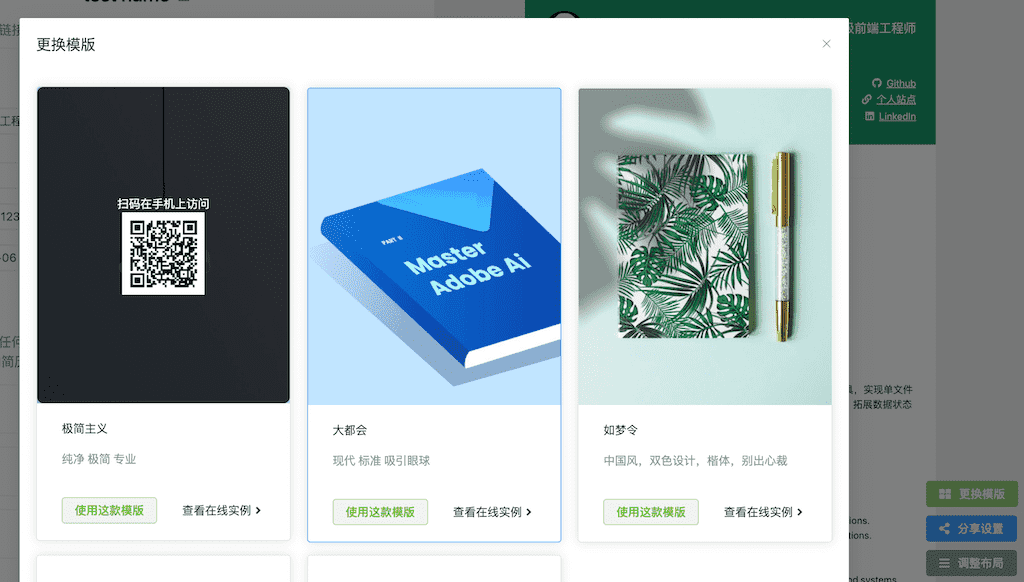 更换模版
前端工程师
Github
个人站点
LinkedIn
工程
123
-06
任何
简历
扫码在手机上访问
PART II
Master
Adobe Ai
极简主义
纯净 极简 专业
使用这款模版
查看在线实例
大都会
现代 标准 吸引眼球
使用这款模版
查看在线实例
如梦令
中国风，双色设计，楷体，别出心裁
使用这款模版
查看在线实例
实现单文件
拓展数据状态
更换模版
分享设置
调整布局
ions.
tions.
nd systems